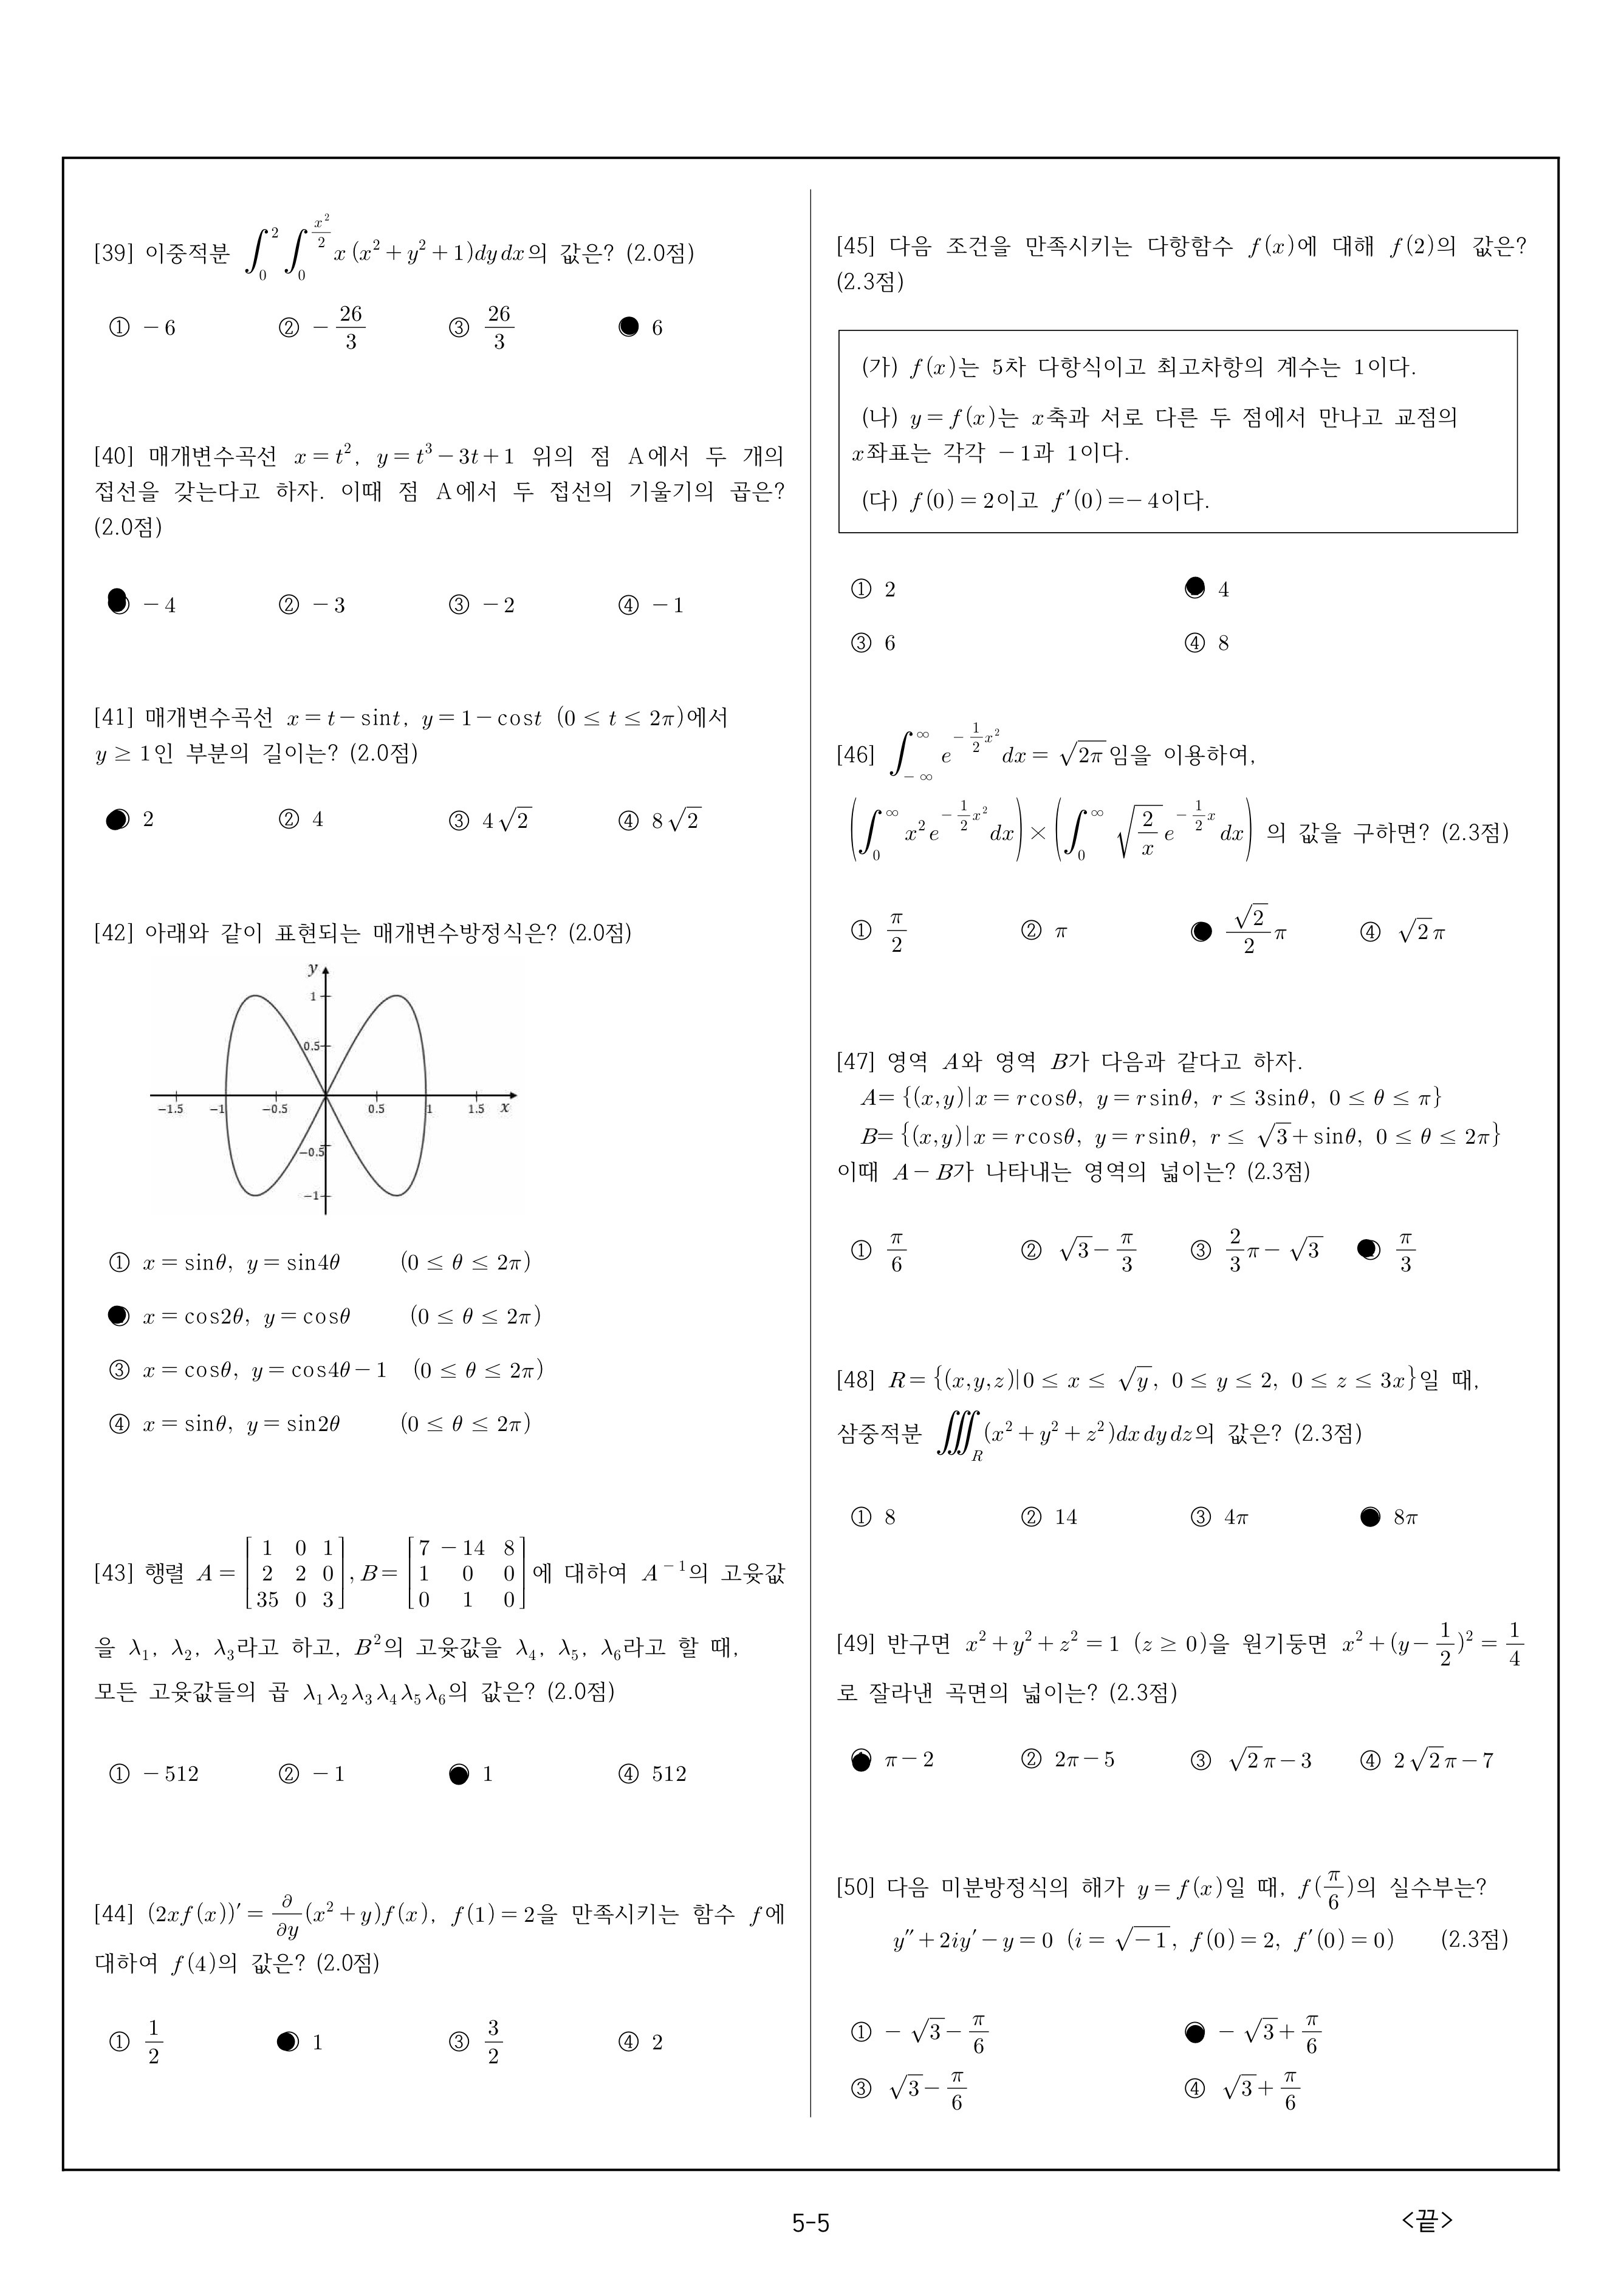 [39] 이중적분 $\int_0^2 \int_0^{\frac{x^2}{2}} x(x^2+y^2+1)dydx$의 값은? (2.0점)
① $-6$ ② $-\frac{26}{3}$ ③ $\frac{26}{3}$ ● 6
[40] 매개변수곡선 $x=t^2$, $y=t^3-3t+1$ 위의 점 A에서 두 개의
접선을 갖는다고 하자. 이때 점 A에서 두 접선의 기울기의 곱은?
(2.0점)
● $-4$ ② $-3$ ③ $-2$ ④ $-1$
[41] 매개변수곡선 $x=t-\sin t$, $y=1-\cos t$ $(0 \le t \le 2\pi)$에서
$y \ge 1$인 부분의 길이는? (2.0점)
● 2 ② 4 ③ $4\sqrt{2}$ ④ $8\sqrt{2}$
[42] 아래와 같이 표현되는 매개변수방정식은? (2.0점)
y
1
0.5
−1.5 −1 −0.5 0.5 1 1.5 x
−0.5
−1
① $x=\sin\theta$, $y=\sin4\theta$ $(0 \le \theta \le 2\pi)$
● $x=\cos2\theta$, $y=\cos\theta$ $(0 \le \theta \le 2\pi)$
③ $x=\cos\theta$, $y=\cos4\theta-1$ $(0 \le \theta \le 2\pi)$
④ $x=\sin\theta$, $y=\sin2\theta$ $(0 \le \theta \le 2\pi)$
[43] 행렬 $A=\begin{bmatrix}1&0&1\\2&2&0\\35&0&3\end{bmatrix}, B=\begin{bmatrix}7&-14&8\\1&0&0\\0&1&0\end{bmatrix}$에 대하여 $A^{-1}$의 고윳값
을 $\lambda_1$, $\lambda_2$, $\lambda_3$라고 하고, $B^2$의 고윳값을 $\lambda_4$, $\lambda_5$, $\lambda_6$라고 할 때,
모든 고윳값들의 곱 $\lambda_1\lambda_2\lambda_3\lambda_4\lambda_5\lambda_6$의 값은? (2.0점)
① $-512$ ② $-1$ ● 1 ④ 512
[44] $(2xf(x))'=\frac{\partial}{\partial y}(x^2+y)f(x)$, $f(1)=2$을 만족시키는 함수 $f$에
대하여 $f(4)$의 값은? (2.0점)
① $\frac{1}{2}$ ● 1 ③ $\frac{3}{2}$ ④ 2
[45] 다음 조건을 만족시키는 다항함수 $f(x)$에 대해 $f(2)$의 값은?
(2.3점)
(가) $f(x)$는 5차 다항식이고 최고차항의 계수는 1이다.
(나) $y=f(x)$는 $x$축과 서로 다른 두 점에서 만나고 교점의
$x$좌표는 각각 $-1$과 1이다.
(다) $f(0)=2$이고 $f'(0)=-4$이다.
① 2 ● 4
③ 6 ④ 8
[46] $\int_{-\infty}^{\infty} e^{-\frac{1}{2}x^2}dx=\sqrt{2\pi}$임을 이용하여,
$\left(\int_0^{\infty} x^2e^{-\frac{1}{2}x^2}dx\right)\times\left(\int_0^{\infty}\sqrt{\frac{2}{x}}e^{-\frac{1}{2}x}dx\right)$ 의 값을 구하면? (2.3점)
① $\frac{\pi}{2}$ ② $\pi$ ● $\frac{\sqrt{2}}{2}\pi$ ④ $\sqrt{2}\pi$
[47] 영역 $A$와 영역 $B$가 다음과 같다고 하자.
$A=\{(x,y)|x=r\cos\theta,\ y=r\sin\theta,\ r\le 3\sin\theta,\ 0\le\theta\le\pi\}$
$B=\{(x,y)|x=r\cos\theta,\ y=r\sin\theta,\ r\le \sqrt{3}+\sin\theta,\ 0\le\theta\le2\pi\}$
이때 $A-B$가 나타내는 영역의 넓이는? (2.3점)
① $\frac{\pi}{6}$ ② $\sqrt{3}-\frac{\pi}{3}$ ③ $\frac{2}{3}\pi-\sqrt{3}$ ● $\frac{\pi}{3}$
[48] $R=\{(x,y,z)|0\le x\le\sqrt{y},\ 0\le y\le2,\ 0\le z\le3x\}$일 때,
삼중적분 $\iiint_R(x^2+y^2+z^2)dxdydz$의 값은? (2.3점)
① 8 ② 14 ③ $4\pi$ ● $8\pi$
[49] 반구면 $x^2+y^2+z^2=1$ $(z\ge0)$을 원기둥면 $x^2+(y-\frac{1}{2})^2=\frac{1}{4}$
로 잘라낸 곡면의 넓이는? (2.3점)
● $\pi-2$ ② $2\pi-5$ ③ $\sqrt{2}\pi-3$ ④ $2\sqrt{2}\pi-7$
[50] 다음 미분방정식의 해가 $y=f(x)$일 때, $f(\frac{\pi}{6})$의 실수부는?
$y''+2iy'-y=0$ $(i=\sqrt{-1},\ f(0)=2,\ f'(0)=0)$ (2.3점)
① $-\sqrt{3}-\frac{\pi}{6}$ ● $-\sqrt{3}+\frac{\pi}{6}$
③ $\sqrt{3}-\frac{\pi}{6}$ ④ $\sqrt{3}+\frac{\pi}{6}$
5-5
<끝>